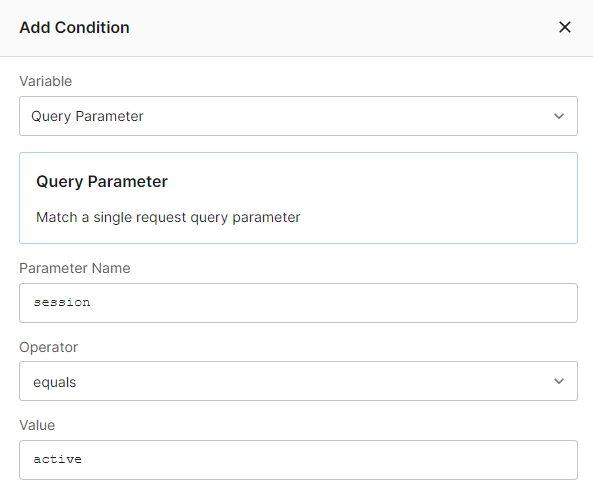 Add Condition
Variable
Query Parameter
Query Parameter
Match a single request query parameter
Parameter Name
session
Operator
equals
Value
active